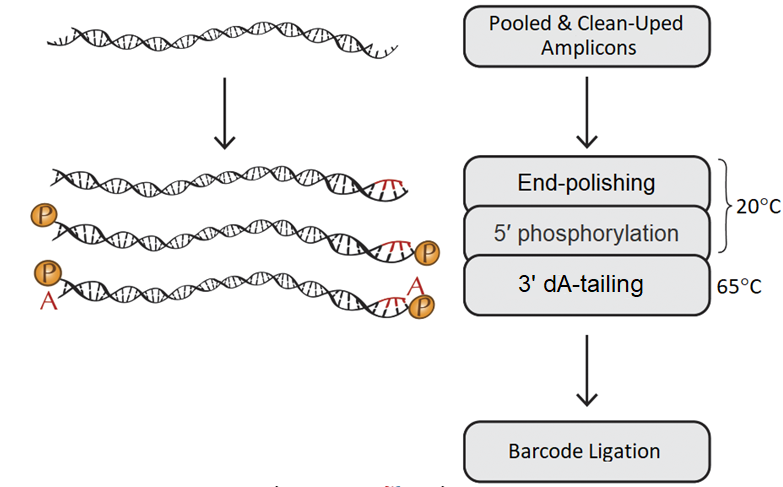 Pooled & Clean-Uped
Amplicons
End-polishing
20°C
P
5′ phosphorylation
P
P
3' dA-tailing
65°C
A
A
P
Barcode Ligation